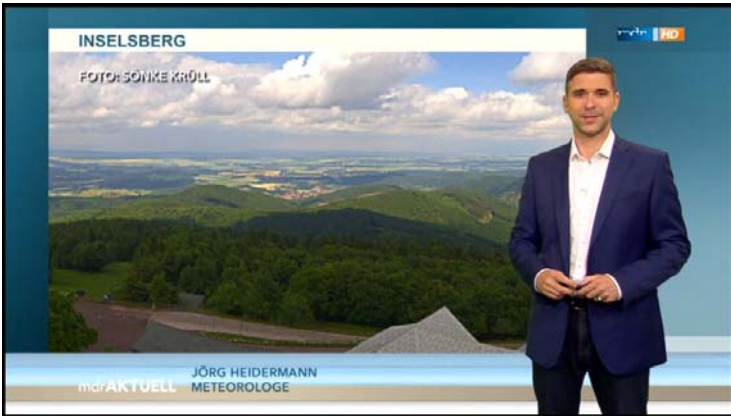 INSELSBERG
mdr HD
FOTO: SÖNKE KRÜLL
JÖRG HEIDERMANN
mdrAKTUELL METEOROLOGE